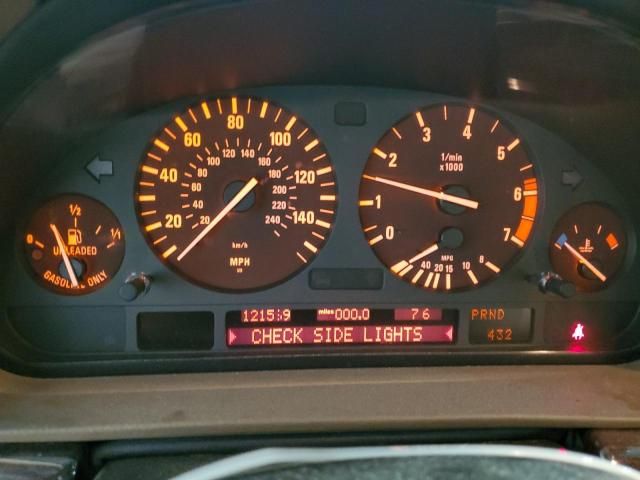 20 40 60 80 100 120 140
20 40 60 80 100 120 140 160 180 200 220 240
km/h
MPH
0 1 2 3 4 5 6 7
1/min
x1000
MPG
40 20 15 10 8
0 1/2 1/1
UNLEADED
GASOLINE ONLY
miles 000.0 76 PRND
CHECK SIDE LIGHTS 432